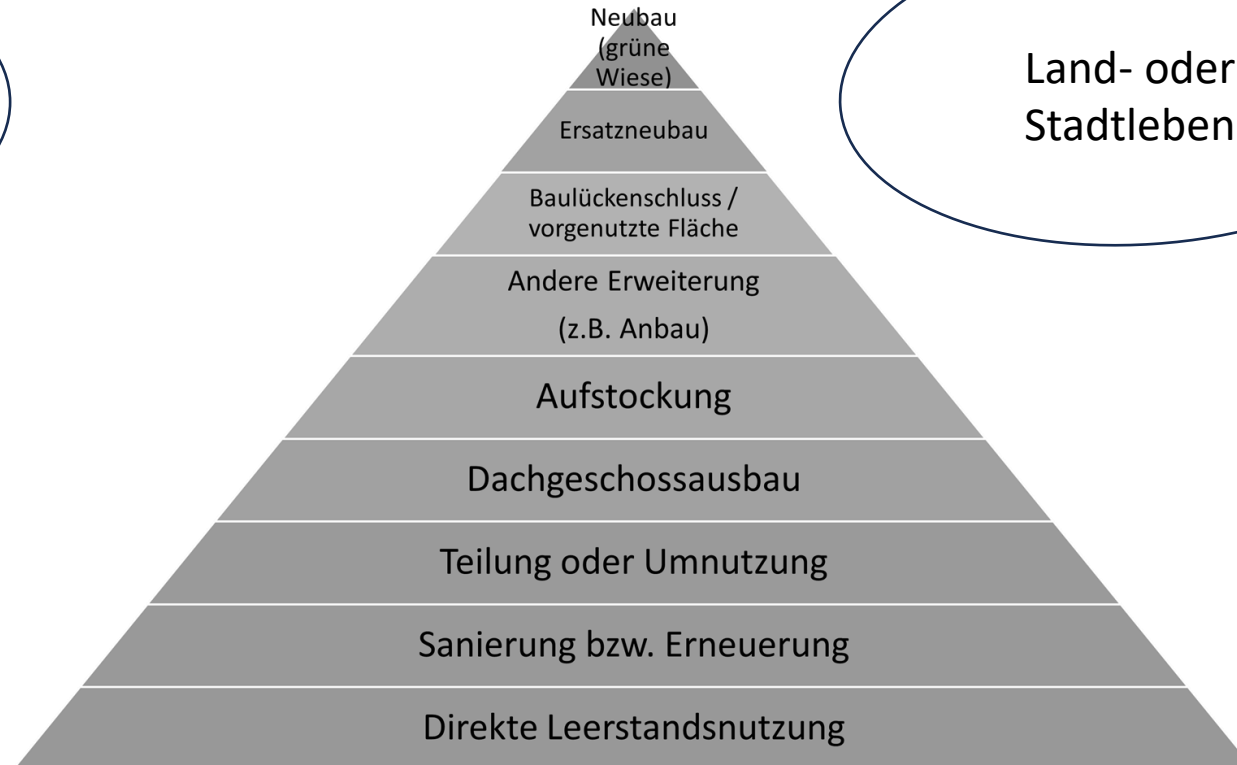 Neubau
(grüne
Wiese)
Ersatzneubau
Baulückenschluss /
vorgenutzte Fläche
Andere Erweiterung
(z.B. Anbau)
Aufstockung
Dachgeschossausbau
Teilung oder Umnutzung
Sanierung bzw. Erneuerung
Direkte Leerstandsnutzung
Land- oder
Stadtleben